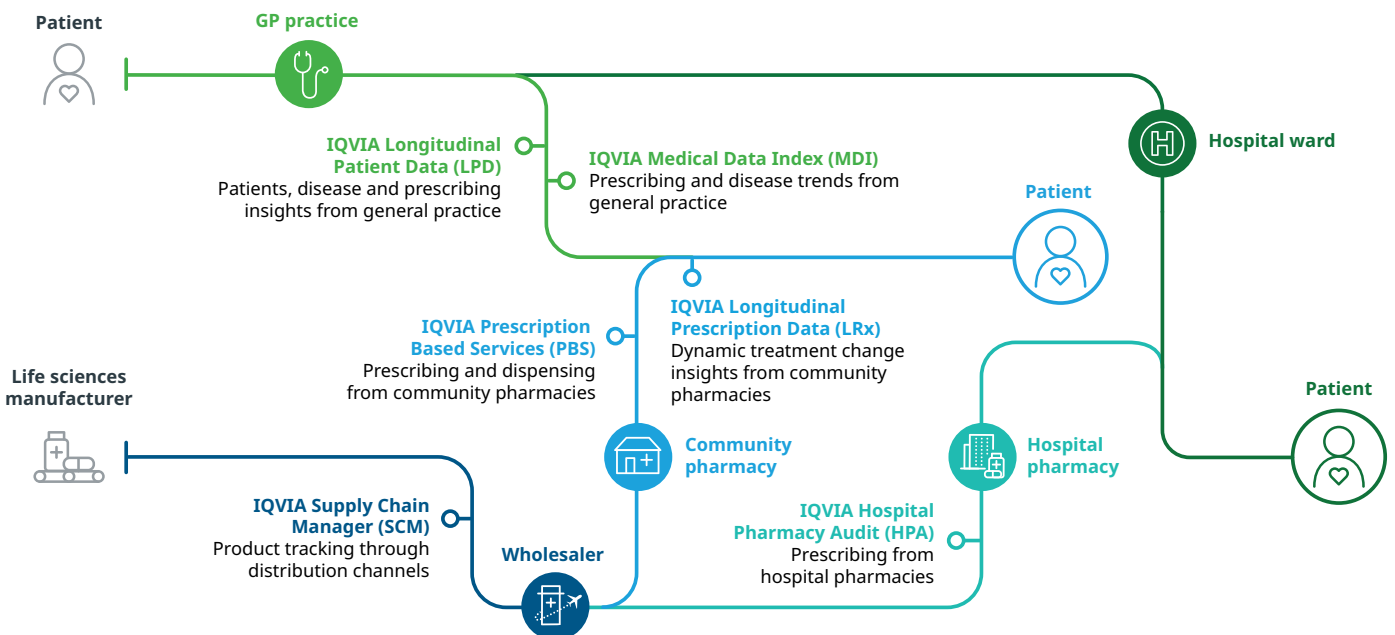 Patient
GP practice
IQVIA Longitudinal
Patient Data (LPD)
Patients, disease and prescribing
insights from general practice
IQVIA Medical Data Index (MDI)
Prescribing and disease trends from
general practice
H
Hospital ward
Patient
IQVIA Longitudinal
Prescription Data (LRx)
Dynamic treatment change
insights from community
pharmacies
IQVIA Prescription
Based Services (PBS)
Prescribing and dispensing
from community pharmacies
Life sciences
manufacturer
Community
pharmacy
Hospital
pharmacy
Patient
IQVIA Supply Chain
Manager (SCM)
Product tracking through
distribution channels
Wholesaler
IQVIA Hospital
Pharmacy Audit (HPA)
Prescribing from
hospital pharmacies